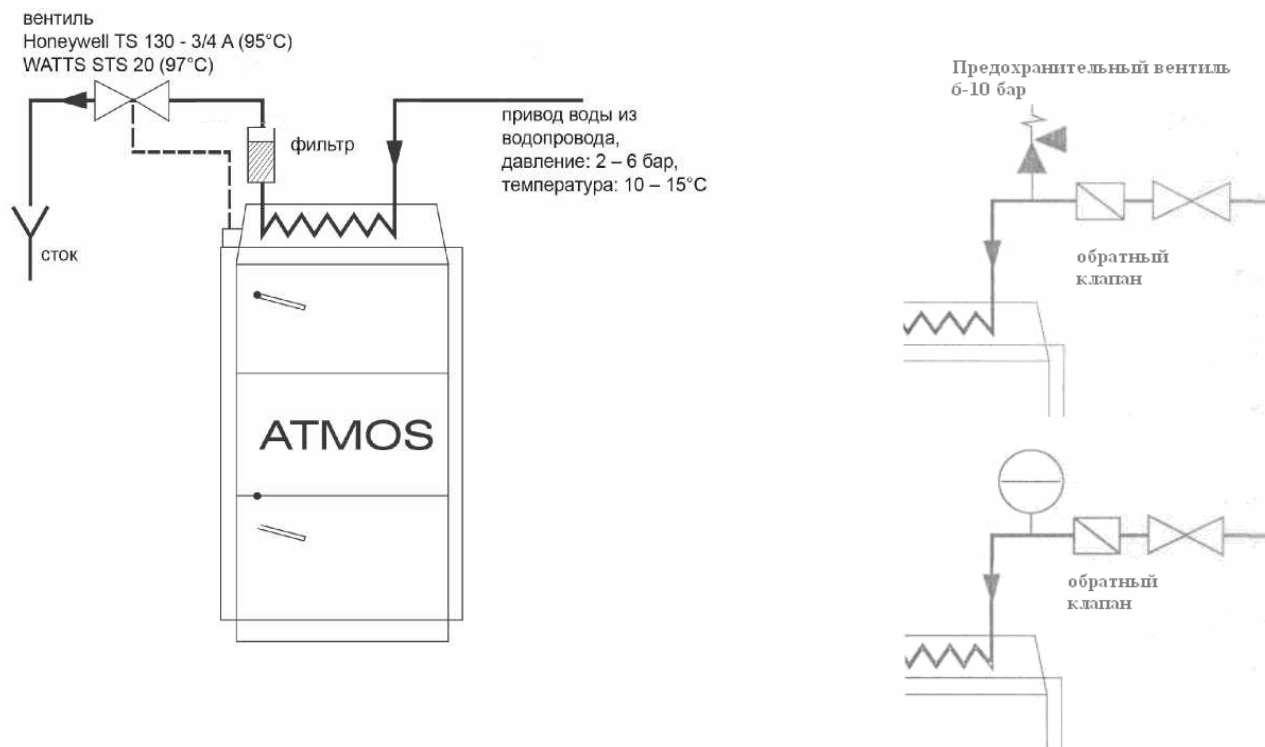 вентиль
Honeywell TS 130 - 3/4 A (95°C)
WATTS STS 20 (97°C)
фильтр
привод воды из
водопровода,
давление: 2 – 6 бар,
температура: 10 – 15°C
сток
ATMOS
Предохранительный вентиль
6-10 бар
обратный
клапан
обратный
клапан